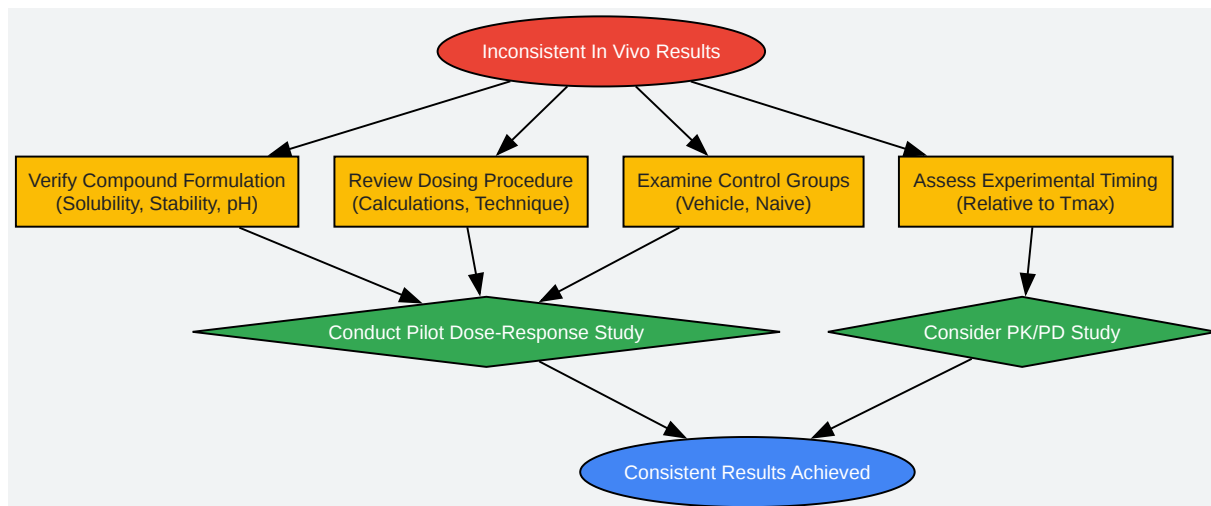 Inconsistent In Vivo Results
Verify Compound Formulation
(Solubility, Stability, pH)
Review Dosing Procedure
(Calculations, Technique)
Examine Control Groups
(Vehicle, Naive)
Assess Experimental Timing
(Relative to Tmax)
Conduct Pilot Dose-Response Study
Consider PK/PD Study
Consistent Results Achieved